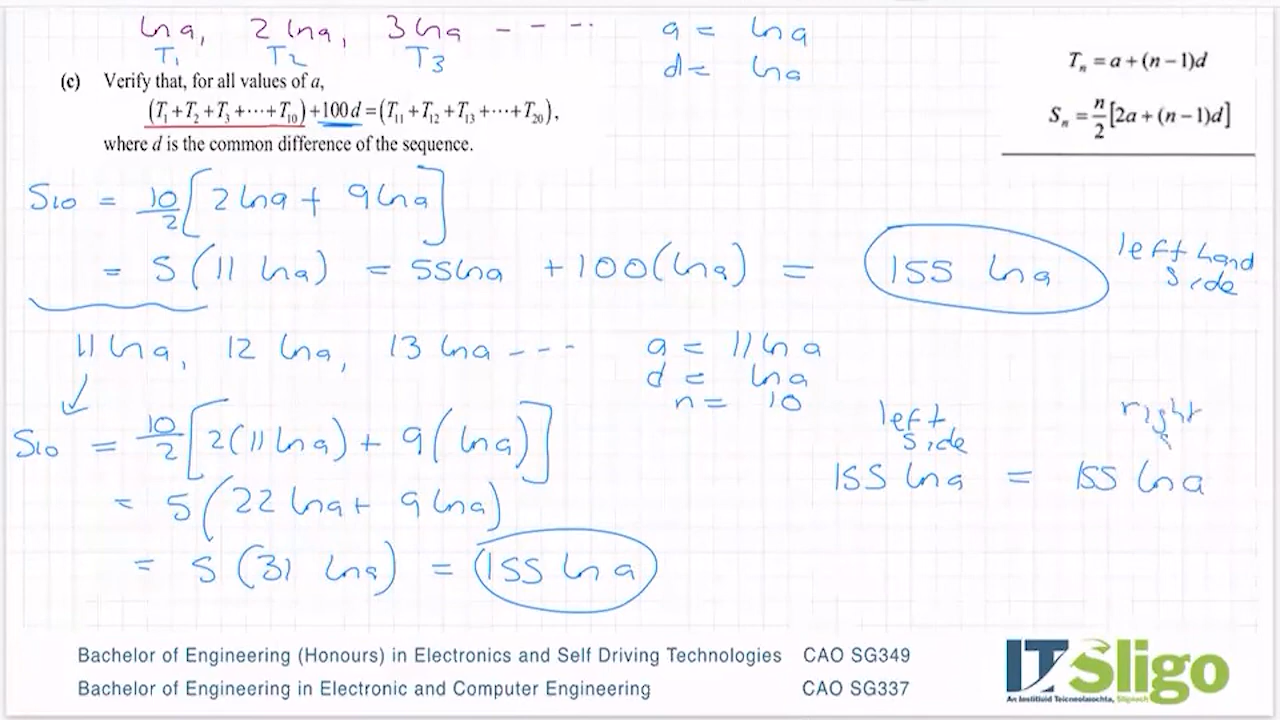 ln a, 2 ln a, 3 ln a - - - ..
T₁ T₂ T₃
a = ln a
d = ln a
Tₙ = a + (n − 1)d
Sₙ = n/2 [2a + (n − 1)d]
(c) Verify that, for all values of a,
(T₁ + T₂ + T₃ + ⋯ + T₁₀) + 100d = (T₁₁ + T₁₂ + T₁₃ + ⋯ + T₂₀),
where d is the common difference of the sequence.
S₁₀ = 10/2 [2 ln a + 9 ln a]
= 5 (11 ln a) = 55 ln a + 100 (ln a) = 155 ln a
left hand
side
11 ln a, 12 ln a, 13 ln a - - -
a = 11 ln a
d = ln a
n = 10
S₁₀ = 10/2 [2(11 ln a) + 9 (ln a)]
= 5 (22 ln a + 9 ln a)
= 5 (31 ln a) = 155 ln a
left
side
right
155 ln a = 155 ln a
Bachelor of Engineering (Honours) in Electronics and Self Driving Technologies CAO SG349
Bachelor of Engineering in Electronic and Computer Engineering CAO SG337
IT Sligo
An Institiúid Teicneolaíochta, Sligeach